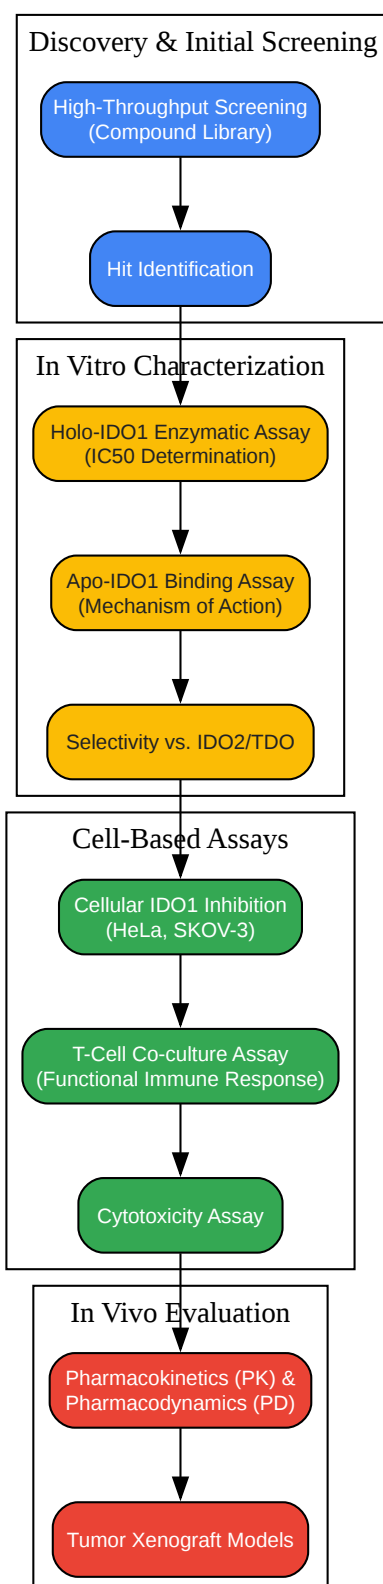 Discovery & Initial Screening
High-Throughput Screening
(Compound Library)
Hit Identification
In Vitro Characterization
Holo-IDO1 Enzymatic Assay
(IC50 Determination)
Apo-IDO1 Binding Assay
(Mechanism of Action)
Selectivity vs. IDO2/TDO
Cell-Based Assays
Cellular IDO1 Inhibition
(HeLa, SKOV-3)
T-Cell Co-culture Assay
(Functional Immune Response)
Cytotoxicity Assay
In Vivo Evaluation
Pharmacokinetics (PK) &
Pharmacodynamics (PD)
Tumor Xenograft Models